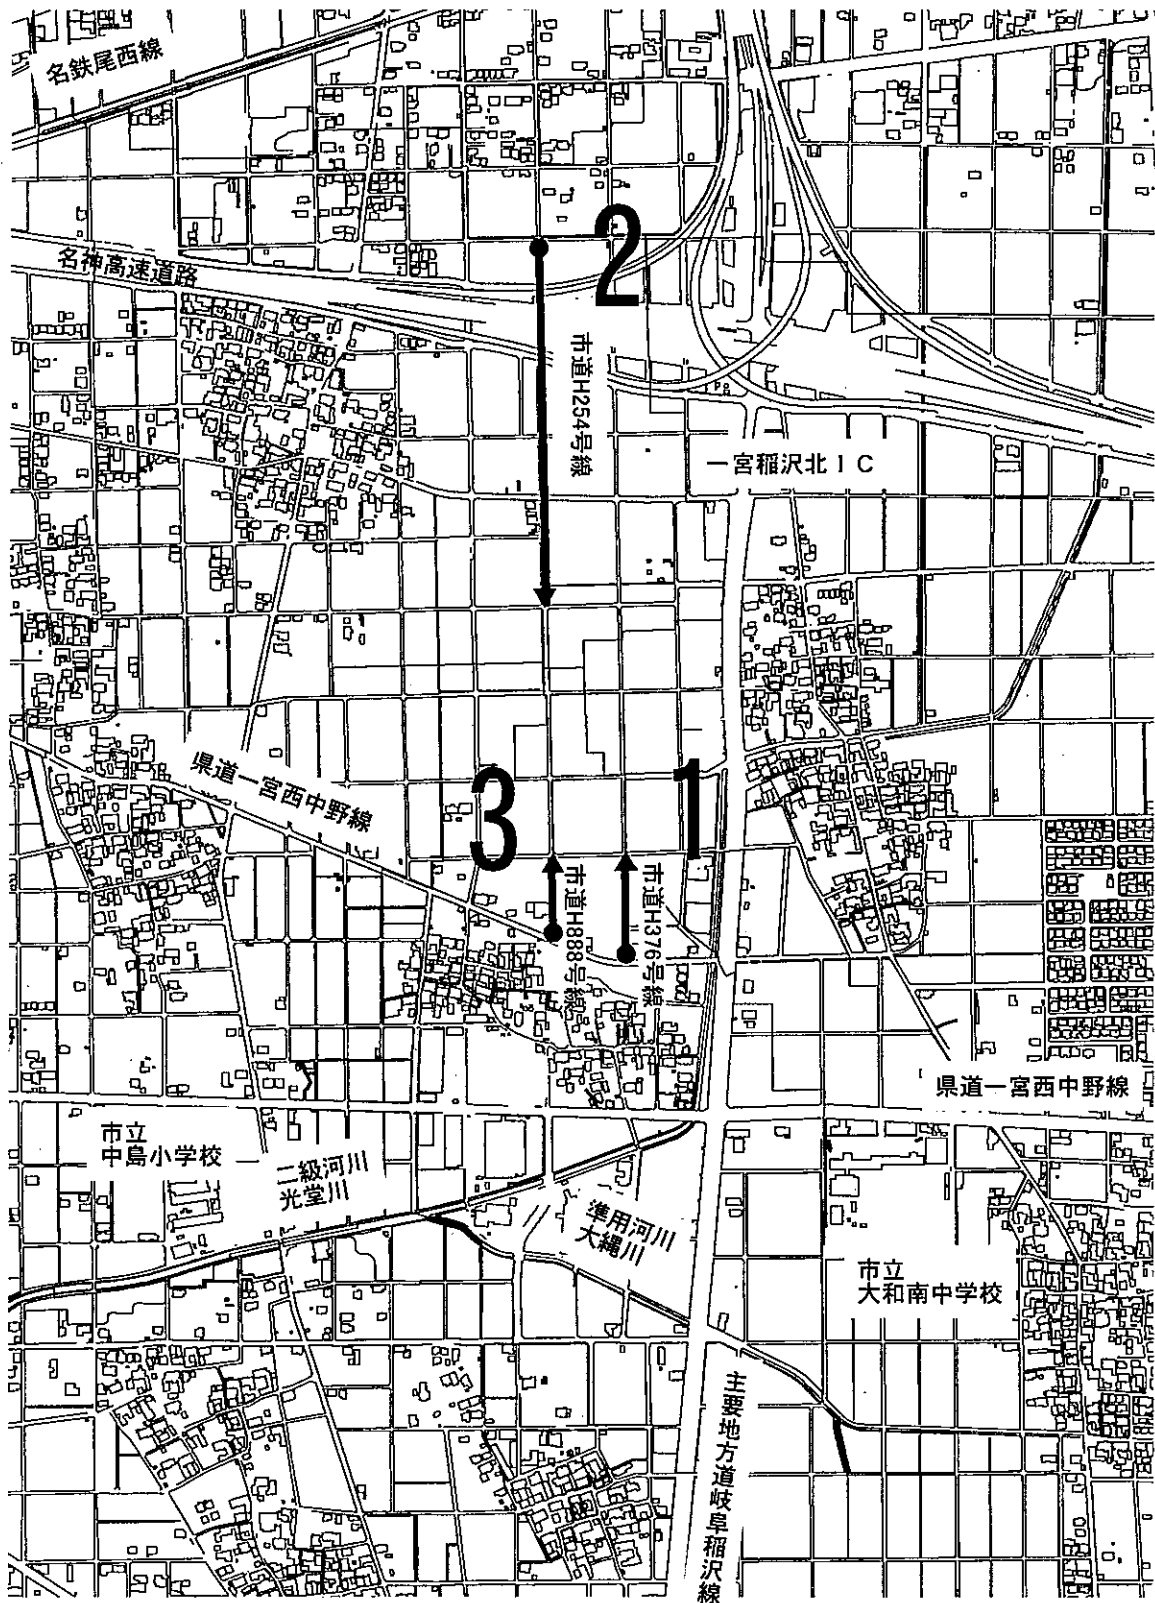 名鉄尾西線
2
名神高速道路
市道H254号線
一宮稲沢北IC
県道一宮西中野線
3
1
市道H888号線
市道H376号線
県道一宮西中野線
市立
中島小学校
二級河川
光堂川
準用河川
大縄川
市立
大和南中学校
主要地方道岐阜稲沢線